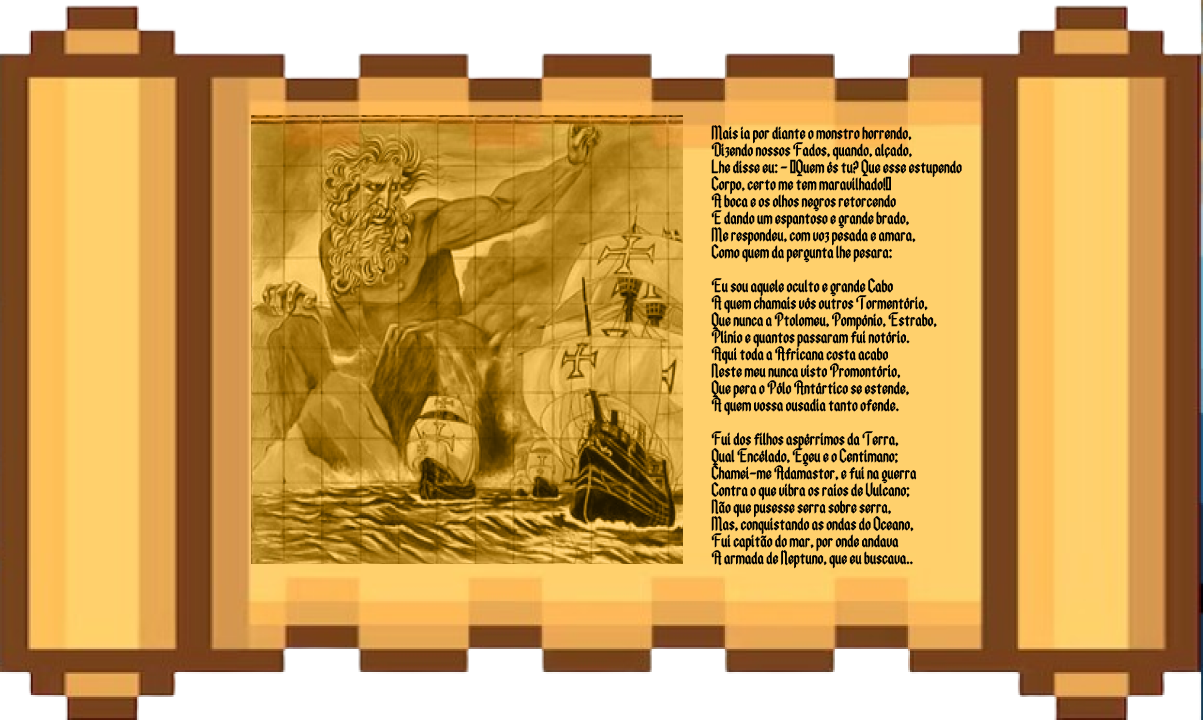 Mais ia por diante o monstro horrendo,
Dizendo nossos Fados, quando, alçado,
Lhe disse eu: - Quem és tu? Que esse estupendo
Corpo, certo me tem maravilhado!
A boca e os olhos negros retorcendo
E dando um espantoso e grande brado,
Me respondeu, com voz pesada e amara,
Como quem da pergunta lhe pesara:
Eu sou aquele oculto e grande Cabo
A quem chamais vós outros Tormentório,
Que nunca a Ptolomeu, Pompónio, Estrabo,
Plínio e quantos passaram fui notório.
Aqui toda a Africana costa acabo
Neste meu nunca visto Promontório,
Que pera o Pólo Antártico se estende,
A quem vossa ousadia tanto ofende.
Fui dos filhos aspérrimos da Terra,
Qual Encélado, Egeu e o Centimano;
Chamei-me Adamastor, e fui na guerra
Contra o que vibra os raios de Vulcano;
Não que pusesse serra sobre serra,
Mas, conquistando as ondas do Oceano,
Fui capitão do mar, por onde andava
A armada de Neptuno, que eu buscava..